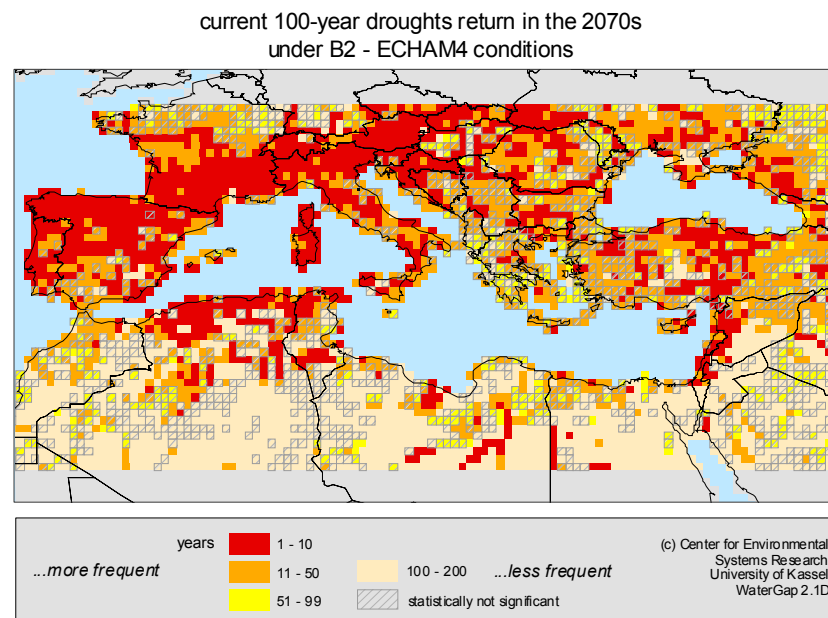 current 100-year droughts return in the 2070s
under B2 - ECHAM4 conditions
years
1 - 10
...more frequent
11 - 50
100 - 200
...less frequent
51 - 99
statistically not significant
(c) Center for Environmental
Systems Research,
University of Kassel
WaterGap 2.1D